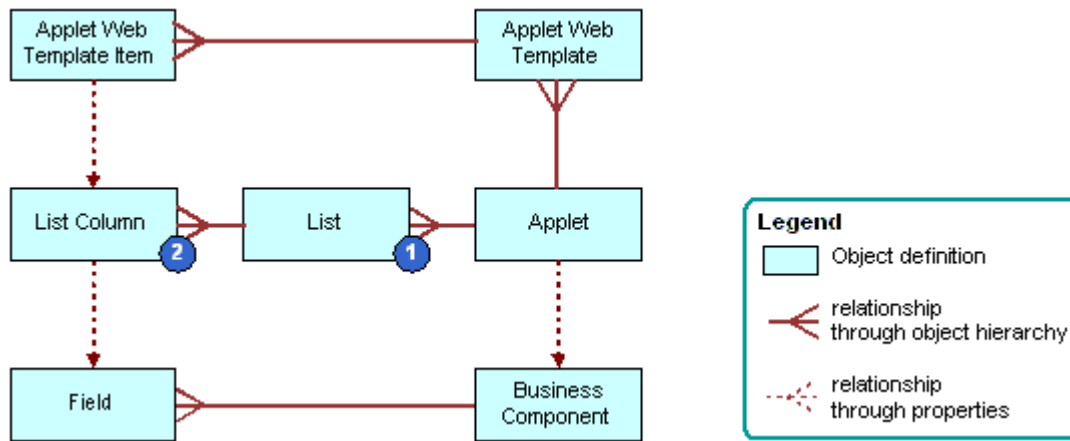 Applet Web
Template Item
Applet Web
Template
List Column
2
List
1
Applet
Field
Business
Component
Legend
Object definition
relationship
through object hierarchy
relationship
through properties